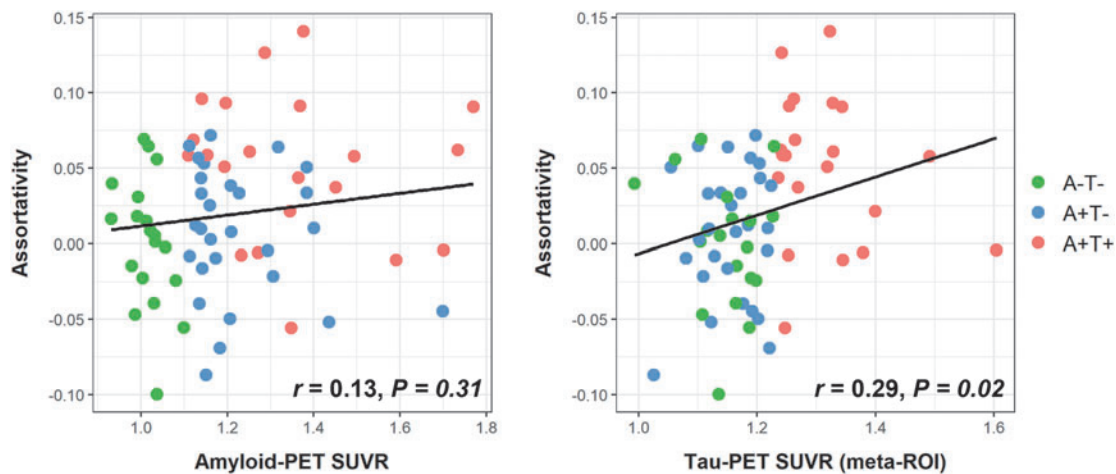 0.15
0.10
0.05
0.00
-0.05
-0.10
Assortativity
1.0
1.2
1.4
1.6
1.8
Amyloid-PET SUVR
r = 0.13, P = 0.31
0.15
0.10
0.05
0.00
-0.05
-0.10
Assortativity
1.0
1.2
1.4
1.6
Tau-PET SUVR (meta-ROI)
r = 0.29, P = 0.02
A-T-
A+T-
A+T+